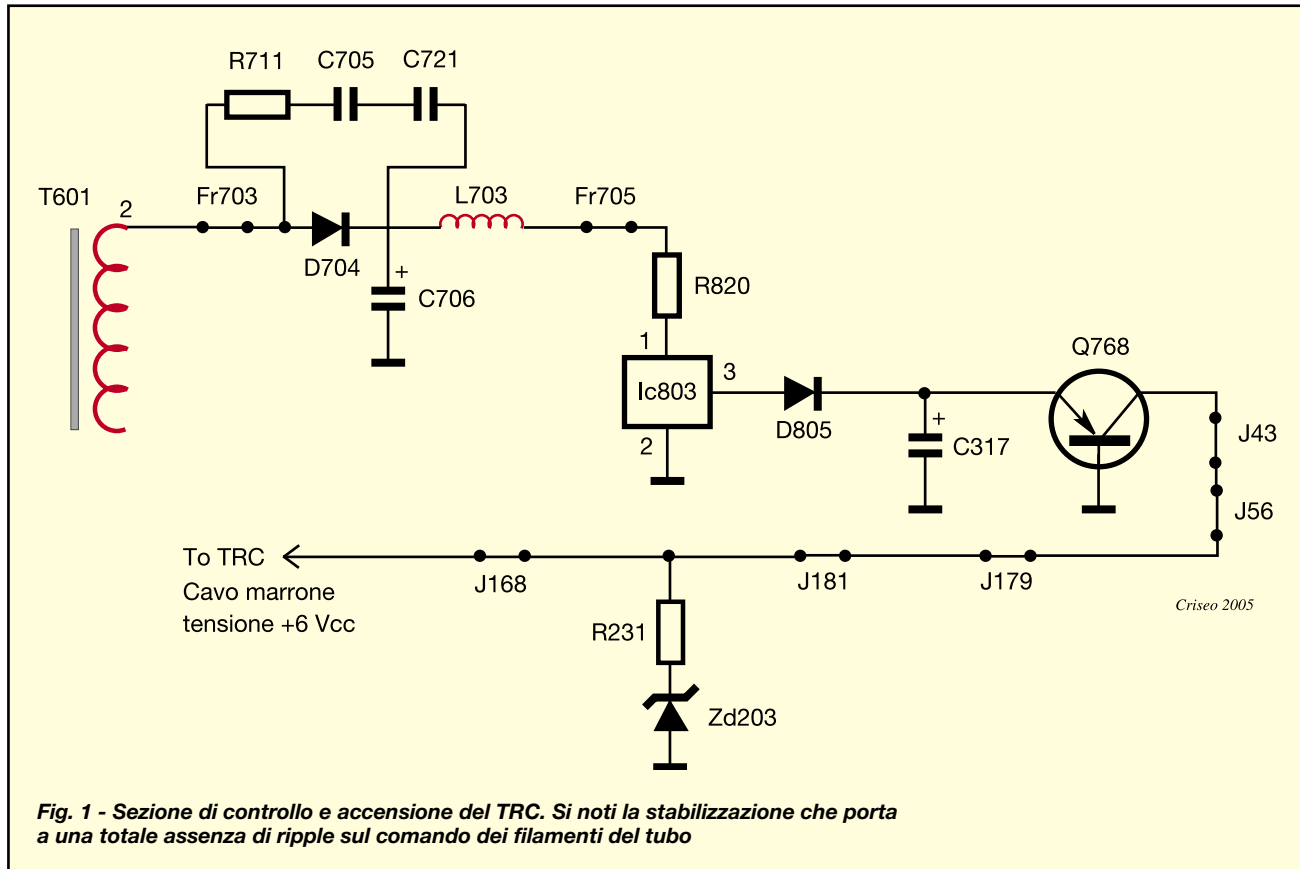 R711
C705
C721
T601
2
Fr703
D704
L703
Fr705
+
C706
R820
1
Ic803
3
2
D805
+
C317
Q768
J43
J56
To TRC
Cavo marrone
tensione +6 Vcc
J168
J181
J179
Criseo 2005
R231
Zd203
Fig. 1 - Sezione di controllo e accensione del TRC. Si noti la stabilizzazione che porta
a una totale assenza di ripple sul comando dei filamenti del tubo